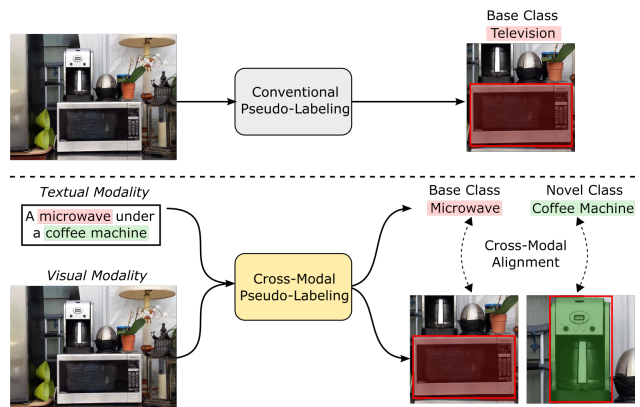 Base Class
Television
Conventional
Pseudo-Labeling
Textual Modality
A microwave under
a coffee machine
Visual Modality
Cross-Modal
Pseudo-Labeling
Base Class
Microwave
Novel Class
Coffee Machine
Cross-Modal
Alignment